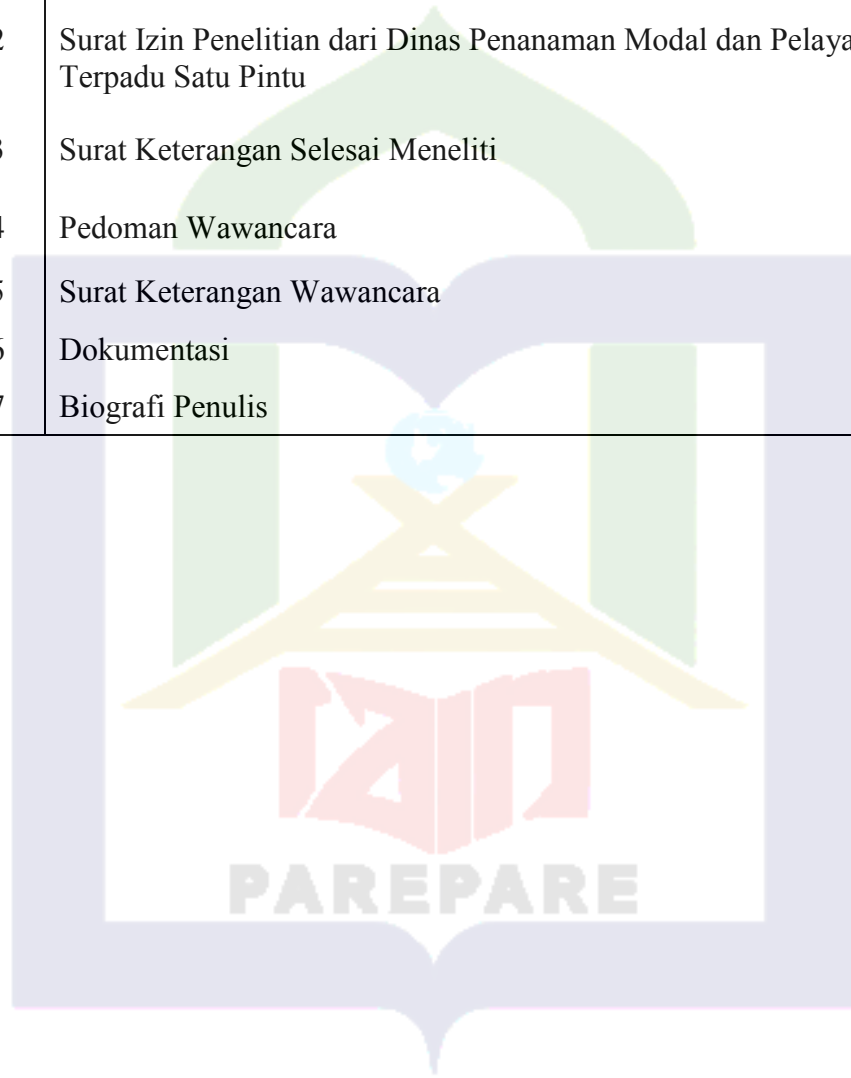 2 Surat Izin Penelitian dari Dinas Penanaman Modal dan Pelaya
Terpadu Satu Pintu
3 Surat Keterangan Selesai Meneliti
4 Pedoman Wawancara
5 Surat Keterangan Wawancara
6 Dokumentasi
7 Biografi Penulis
iain
PAREPARE